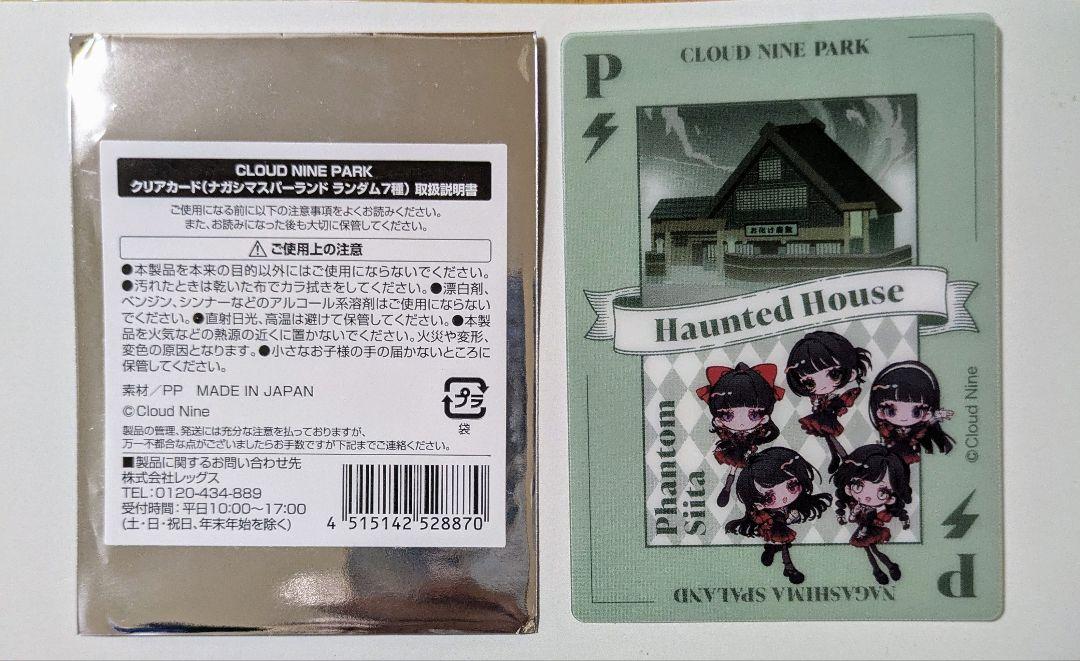 CLOUD NINE PARK
クリアカード(ナガシマスパーランド ランダム7種) 取扱説明書
ご使用になる前に以下の注意事項をよくお読みください。
また、お読みになった後も大切に保管してください。
⚠ご使用上の注意
●本製品を本来の目的以外にはご使用にならないでください。
●汚れたときは乾いた布でカラ拭きをしてください。●漂白剤、
ベンジン、シンナーなどのアルコール系溶剤はご使用にならない
でください。●直射日光、高温は避けて保管してください。●本製
品を火気などの熱源の近くに置かないでください。火災や変形、
変色の原因となります。●小さなお子様の手の届かないところに
保管してください。
素材/PP MADE IN JAPAN
©Cloud Nine
プラ
袋
製品の管理、発送には充分な注意を払っておりますが、
万一不都合な点がございましたらお手数ですが下記までご連絡ください。
■製品に関するお問い合わせ先
株式会社レッグス
TEL:0120-434-889
受付時間:平日10:00～17:00
(土・日・祝日、年末年始を除く)
4 515142 528870
P
CLOUD NINE PARK
お化け屋敷
Haunted House
Phantom
Siita
©Cloud Nine
P
NAGASHIMA SPALAND